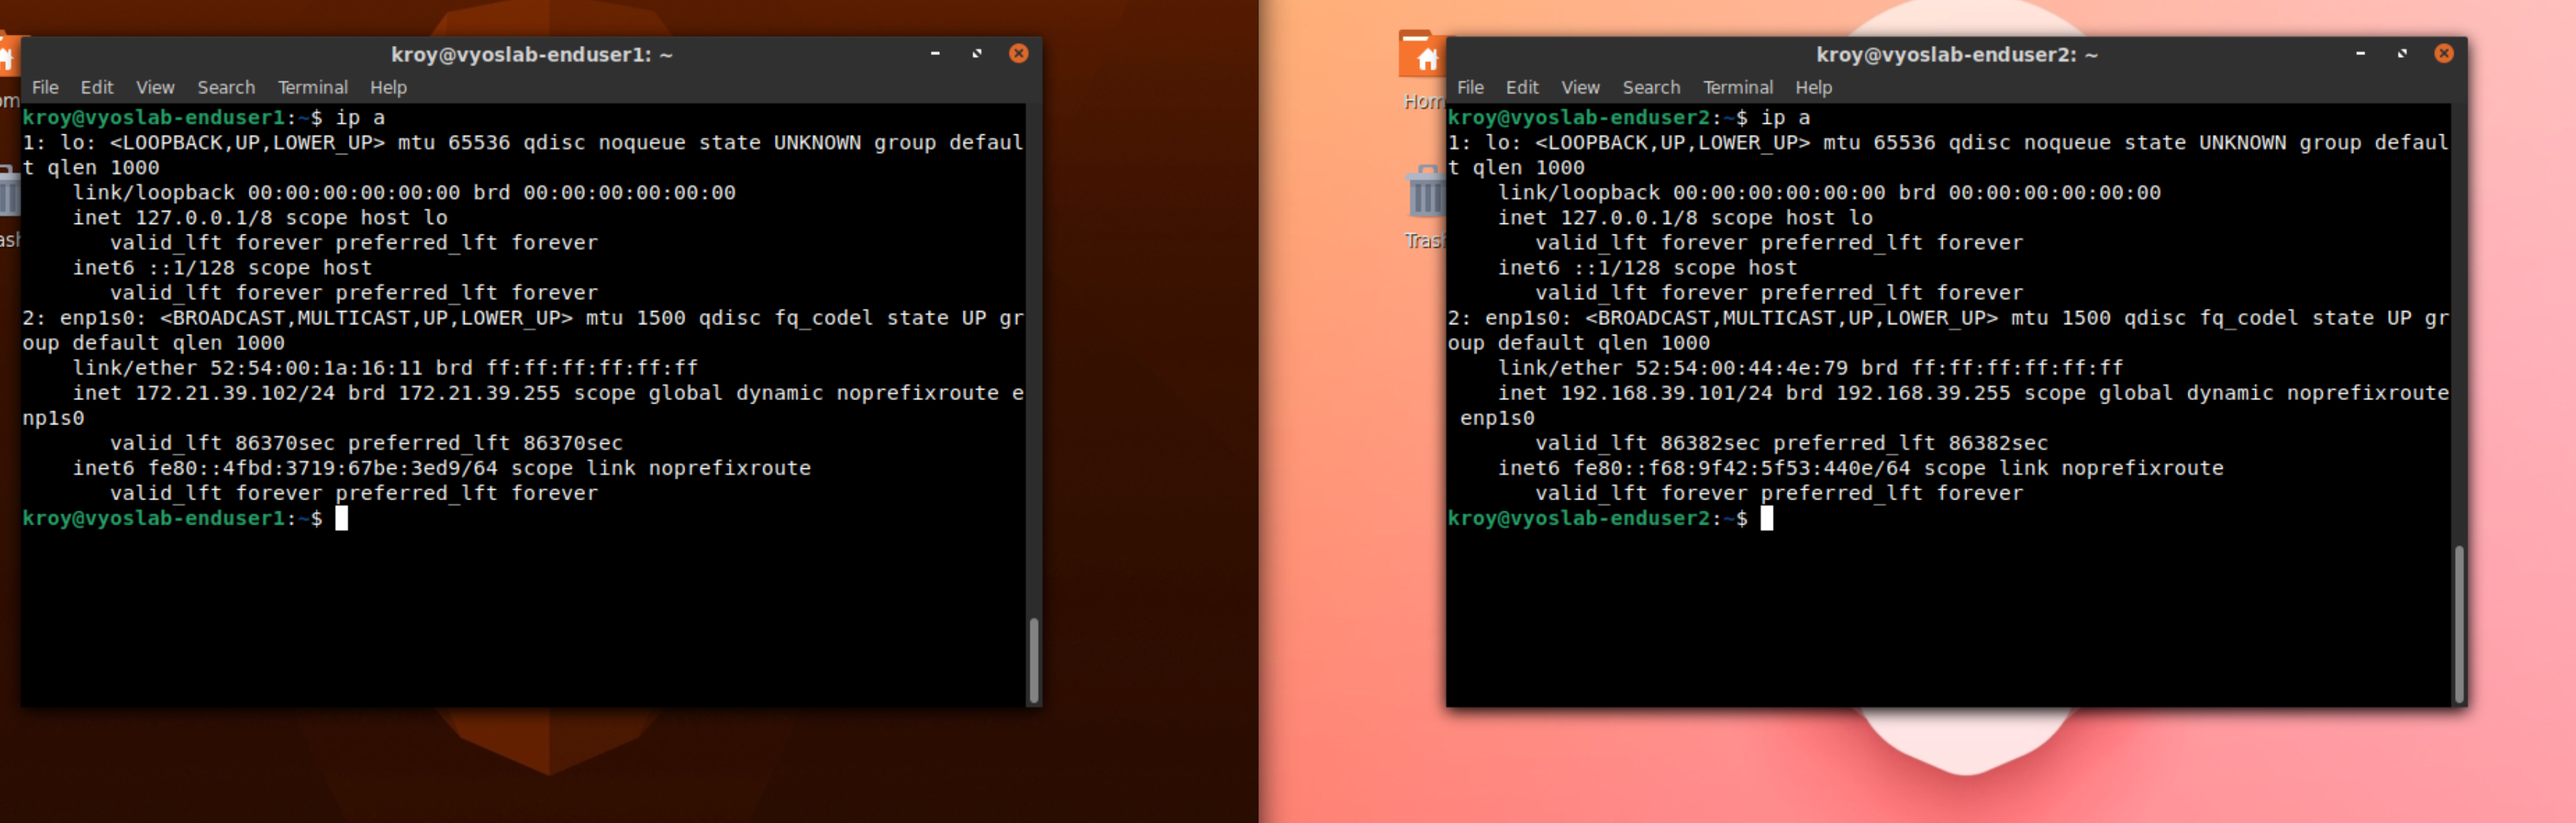 om
ash
kroy@vyoslab-enduser1: ~
File Edit View Search Terminal Help
kroy@vyoslab-enduser1:~$ ip a
1: lo: <LOOPBACK,UP,LOWER_UP> mtu 65536 qdisc noqueue state UNKNOWN group defaul
t qlen 1000
    link/loopback 00:00:00:00:00:00 brd 00:00:00:00:00:00
    inet 127.0.0.1/8 scope host lo
       valid_lft forever preferred_lft forever
    inet6 ::1/128 scope host
       valid_lft forever preferred_lft forever
2: enp1s0: <BROADCAST,MULTICAST,UP,LOWER_UP> mtu 1500 qdisc fq_codel state UP gr
oup default qlen 1000
    link/ether 52:54:00:1a:16:11 brd ff:ff:ff:ff:ff:ff
    inet 172.21.39.102/24 brd 172.21.39.255 scope global dynamic noprefixroute e
np1s0
       valid_lft 86370sec preferred_lft 86370sec
    inet6 fe80::4fbd:3719:67be:3ed9/64 scope link noprefixroute
       valid_lft forever preferred_lft forever
kroy@vyoslab-enduser1:~$
Hom
Trash
kroy@vyoslab-enduser2: ~
File Edit View Search Terminal Help
kroy@vyoslab-enduser2:~$ ip a
1: lo: <LOOPBACK,UP,LOWER_UP> mtu 65536 qdisc noqueue state UNKNOWN group defaul
t qlen 1000
    link/loopback 00:00:00:00:00:00 brd 00:00:00:00:00:00
    inet 127.0.0.1/8 scope host lo
       valid_lft forever preferred_lft forever
    inet6 ::1/128 scope host
       valid_lft forever preferred_lft forever
2: enp1s0: <BROADCAST,MULTICAST,UP,LOWER_UP> mtu 1500 qdisc fq_codel state UP gr
oup default qlen 1000
    link/ether 52:54:00:44:4e:79 brd ff:ff:ff:ff:ff:ff
    inet 192.168.39.101/24 brd 192.168.39.255 scope global dynamic noprefixroute
 enp1s0
       valid_lft 86382sec preferred_lft 86382sec
    inet6 fe80::f68:9f42:5f53:440e/64 scope link noprefixroute
       valid_lft forever preferred_lft forever
kroy@vyoslab-enduser2:~$